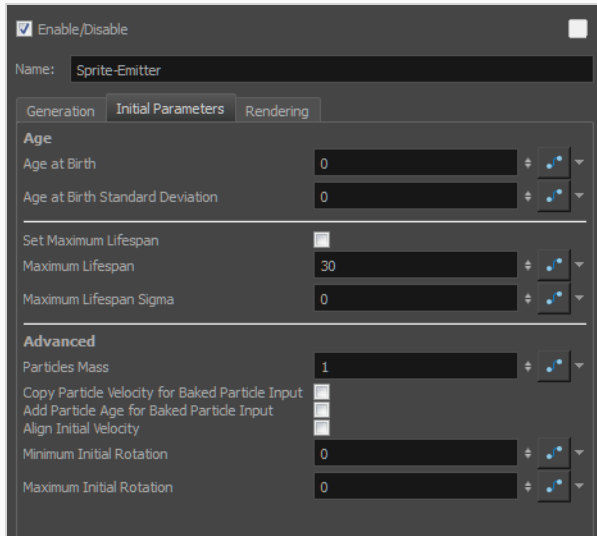 Enable/Disable
Name: Sprite-Emitter
Generation Initial Parameters Rendering
Age
Age at Birth 0
Age at Birth Standard Deviation 0
Set Maximum Lifespan
Maximum Lifespan 30
Maximum Lifespan Sigma 0
Advanced
Particles Mass 1
Copy Particle Velocity for Baked Particle Input
Add Particle Age for Baked Particle Input
Align Initial Velocity
Minimum Initial Rotation 0
Maximum Initial Rotation 0